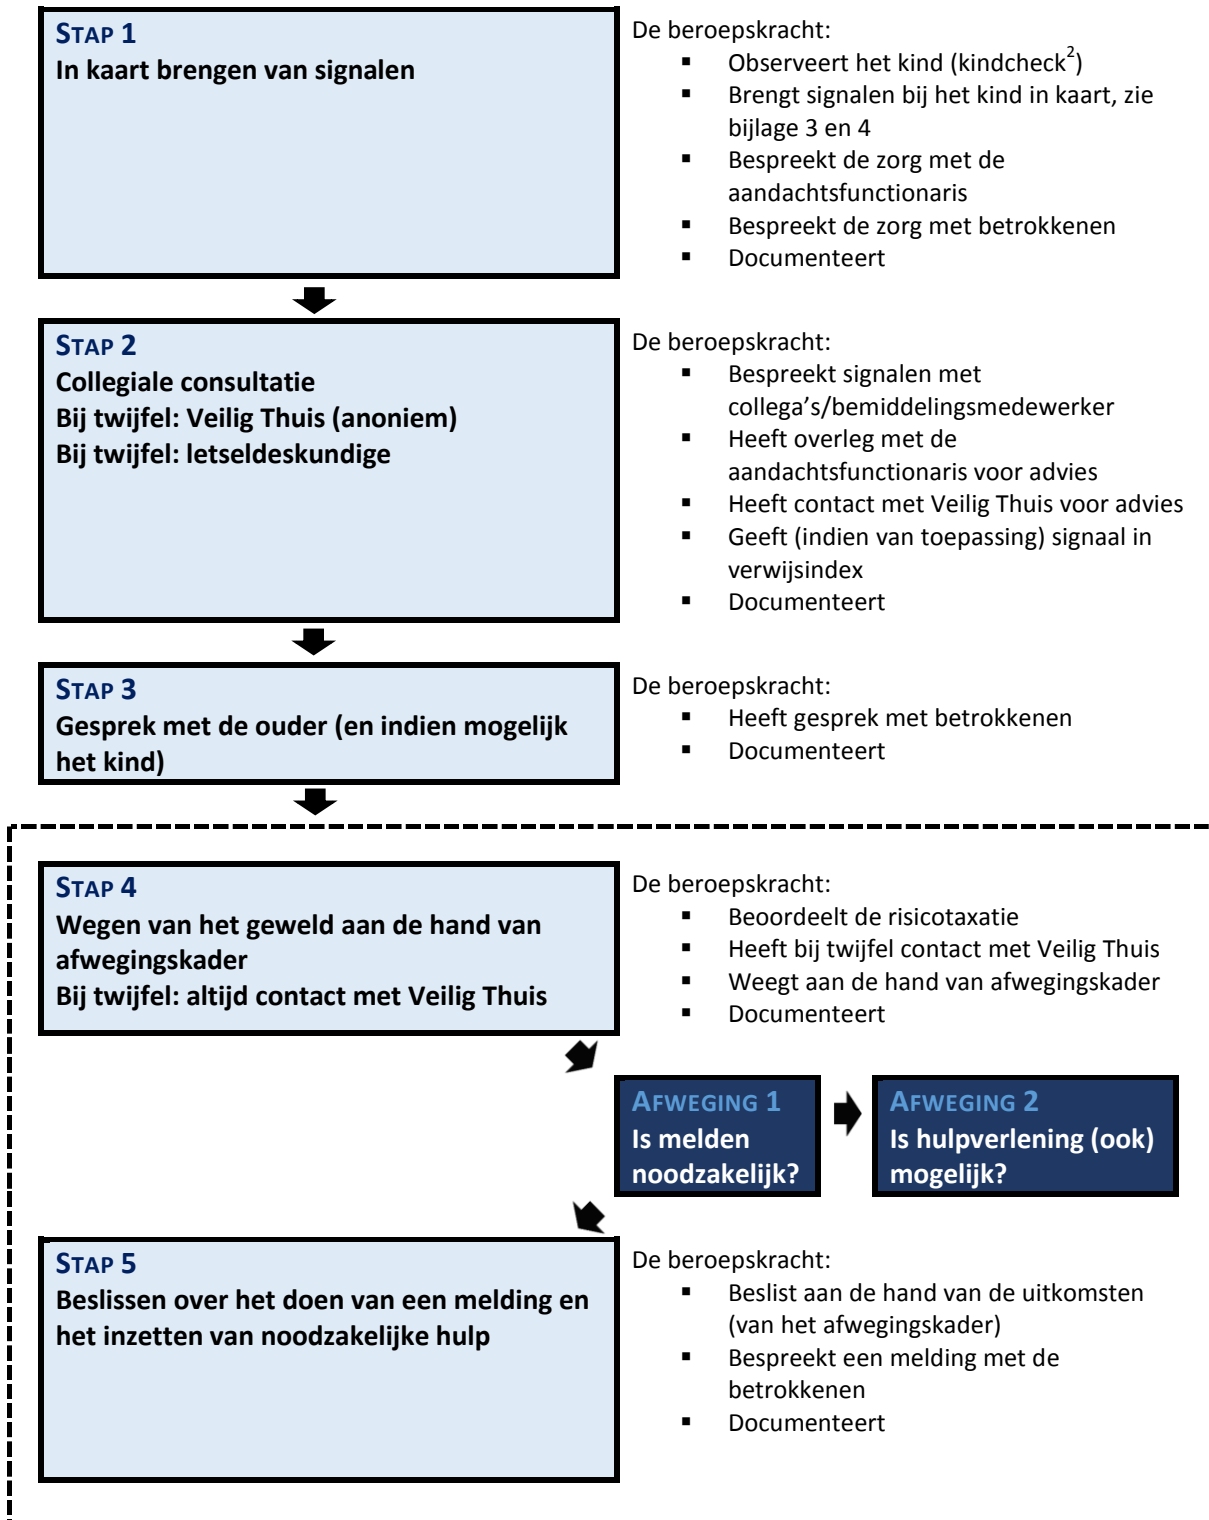 STAP 1
In kaart brengen van signalen
De beroepskracht:
▪ Observeert het kind (kindcheck²)
▪ Brengt signalen bij het kind in kaart, zie
bijlage 3 en 4
▪ Bespreekt de zorg met de
aandachtsfunctionaris
▪ Bespreekt de zorg met betrokkenen
▪ Documenteert
STAP 2
Collegiale consultatie
Bij twijfel: Veilig Thuis (anoniem)
Bij twijfel: letseldeskundige
De beroepskracht:
▪ Bespreekt signalen met
collega’s/bemiddelingsmedewerker
▪ Heeft overleg met de
aandachtsfunctionaris voor advies
▪ Heeft contact met Veilig Thuis voor advies
▪ Geeft (indien van toepassing) signaal in
verwijsindex
▪ Documenteert
STAP 3
Gesprek met de ouder (en indien mogelijk
het kind)
De beroepskracht:
▪ Heeft gesprek met betrokkenen
▪ Documenteert
STAP 4
Wegen van het geweld aan de hand van
afwegingskader
Bij twijfel: altijd contact met Veilig Thuis
De beroepskracht:
▪ Beoordeelt de risicotaxatie
▪ Heeft bij twijfel contact met Veilig Thuis
▪ Weegt aan de hand van afwegingskader
▪ Documenteert
AFWEGING 1
Is melden
noodzakelijk?
AFWEGING 2
Is hulpverlening (ook)
mogelijk?
STAP 5
Beslissen over het doen van een melding en
het inzetten van noodzakelijke hulp
De beroepskracht:
▪ Beslist aan de hand van de uitkomsten
(van het afwegingskader)
▪ Bespreekt een melding met de
betrokkenen
▪ Documenteert